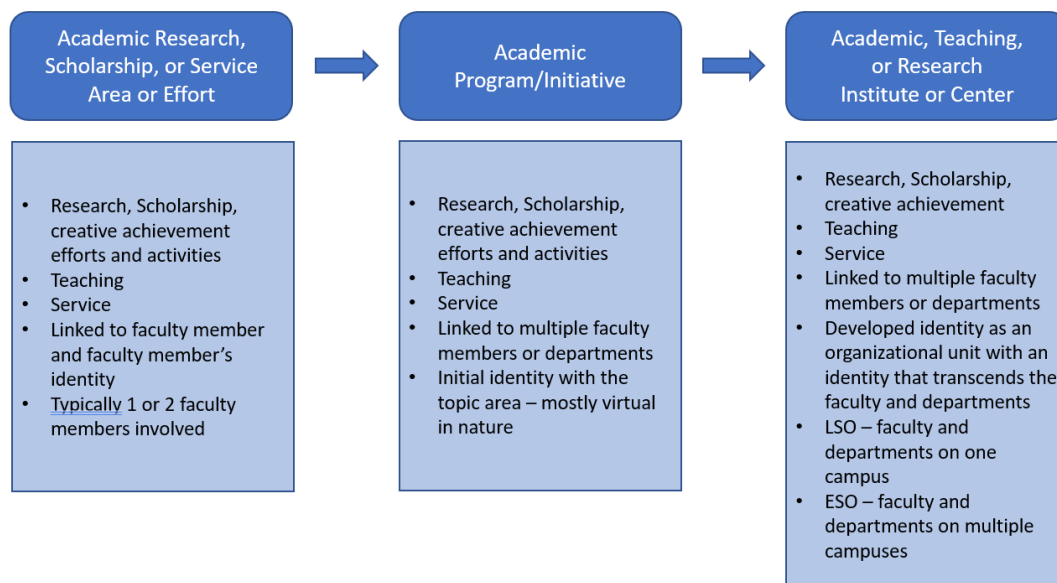 Academic Research,
Scholarship, or Service
Area or Effort
Academic
Program/Initiative
Academic, Teaching,
or Research
Institute or Center
• Research, Scholarship,
creative achievement
efforts and activities
• Teaching
• Service
• Linked to faculty member
and faculty member's
identity
• Typically 1 or 2 faculty
members involved
• Research, Scholarship,
creative achievement
efforts and activities
• Teaching
• Service
• Linked to multiple faculty
members or departments
• Initial identity with the
topic area – mostly virtual
in nature
• Research, Scholarship,
creative achievement
• Teaching
• Service
• Linked to multiple faculty
members or departments
• Developed identity as an
organizational unit with an
identity that transcends the
faculty and departments
• LSO – faculty and
departments on one
campus
• ESO – faculty and
departments on multiple
campuses